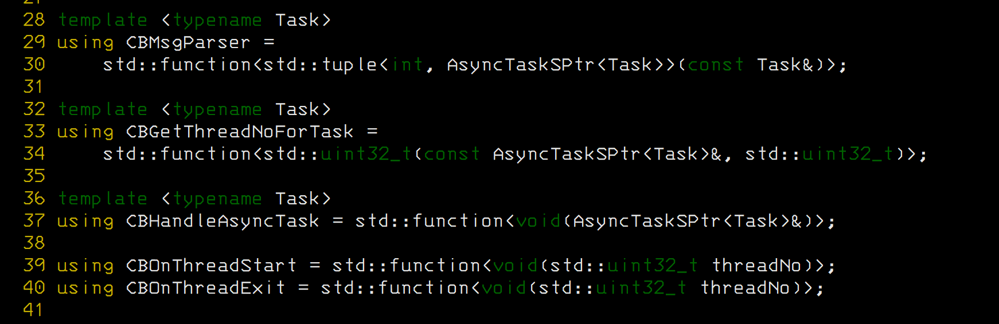 28 template <typename Task>
29 using CBMsgParser =
30     std::function<std::tuple<int, AsyncTaskSPtr<Task>>(const Task&)>;
31
32 template <typename Task>
33 using CBGetThreadNoForTask =
34     std::function<std::uint32_t(const AsyncTaskSPtr<Task>&, std::uint32_t)>;
35
36 template <typename Task>
37 using CBHandleAsyncTask = std::function<void(AsyncTaskSPtr<Task>&)>;
38
39 using CBOnThreadStart = std::function<void(std::uint32_t threadNo)>;
40 using CBOnThreadExit = std::function<void(std::uint32_t threadNo)>;
41